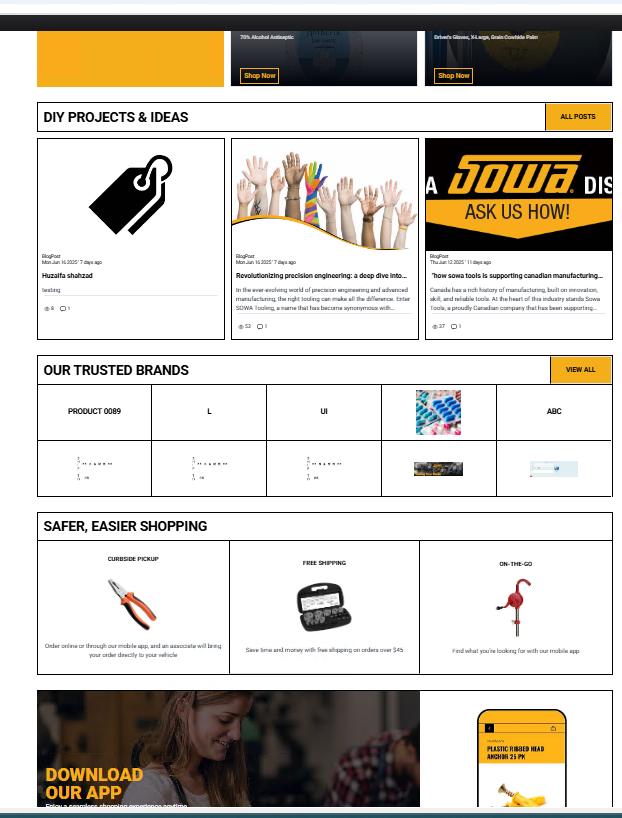 70% Alcohol Antiseptic
Driver's Gloves, X-Large, Grain Cowhide Palm
Shop Now
Shop Now
DIY PROJECTS & IDEAS
ALL POSTS
A SOWA. DIS
ASK US HOW!
BlogPost
Mon Jun 16 2025 * 7 days ago
Huzaifa shahzad
testing
8 1
BlogPost
Mon Jun 16 2025 * 7 days ago
Revolutionizing precision engineering: a deep dive into...
In the ever-evolving world of precision engineering and advanced
manufacturing, the right tooling can make all the difference. Enter
SOWA Tooling, a name that has become synonymous with...
53 1
BlogPost
Thu Jun 12 2025 * 11 days ago
"how sowa tools is supporting canadian manufacturing...
Canada has a rich history of manufacturing, built on innovation,
skill, and reliable tools. At the heart of this industry stands Sowa
Tools, a proudly Canadian company that has been supporting...
37 1
OUR TRUSTED BRANDS
VIEW ALL
PRODUCT 0089
L
UI
ABC
SAFER, EASIER SHOPPING
CURBSIDE PICKUP
Order online or through our mobile app, and an associate will bring
your order directly to your vehicle
FREE SHIPPING
Save time and money with free shipping on orders over $45
ON-THE-GO
Find what you're looking for with our mobile app
DOWNLOAD
OUR APP
Enjoy a seamless shopping experience anytime
PLASTIC RIBBED HEAD
ANCHOR 25 PK